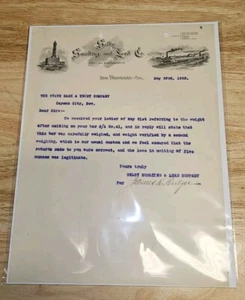 Selby
Smelting and Lead Co.
San Francisco, Cal.
May 23rd, 1908.
THE STATE BANK & TRUST COMPANY
Carson City, Nev.
Dear Sirs:-
We received your letter of May 21st referring to the weight
after melting on your bar
and in reply will state that
this bar was carefully weighed, and weight verified by a second
weighing, which is our usual custom and we feel assured that the
returns made to you were correct, and the loss in melting of five
ounces was legitimate.
Yours truly
SELBY SMELTING & LEAD COMPANY
Per